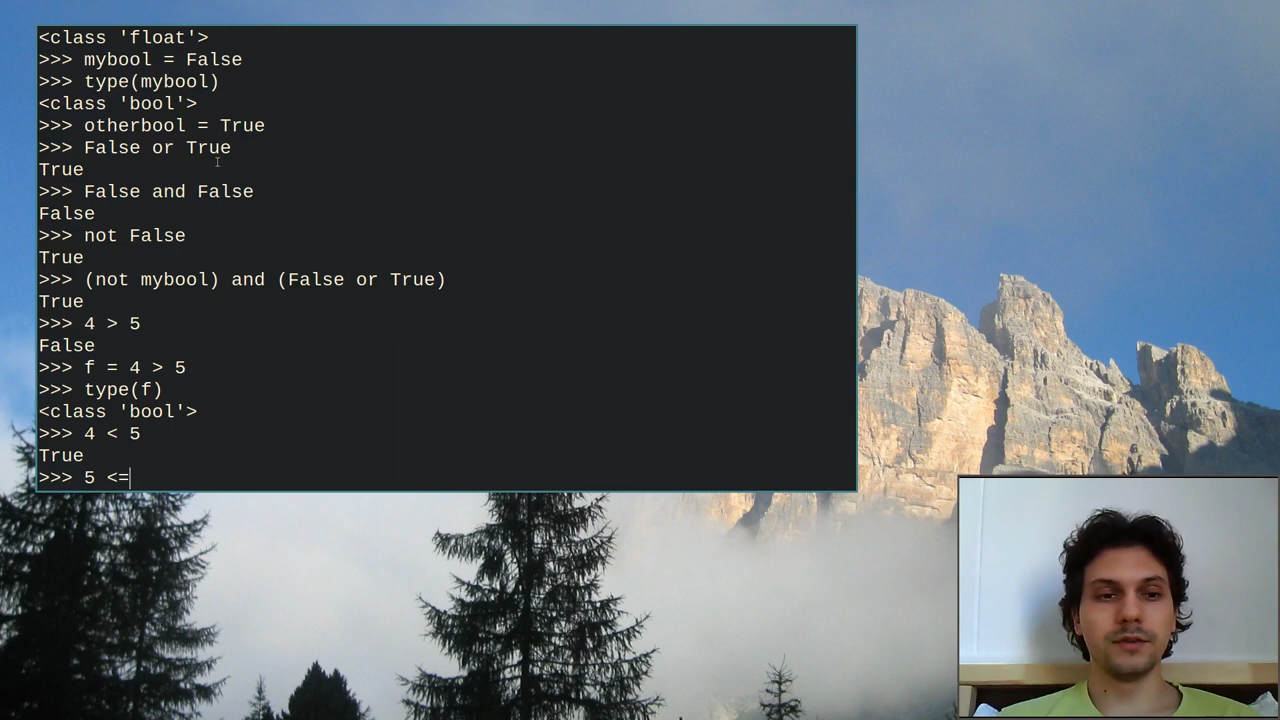 <class 'float'>
>>> mybool = False
>>> type(mybool)
<class 'bool'>
>>> otherbool = True
>>> False or True
True
>>> False and False
False
>>> not False
True
>>> (not mybool) and (False or True)
True
>>> 4 > 5
False
>>> f = 4 > 5
>>> type(f)
<class 'bool'>
>>> 4 < 5
True
>>> 5 <=